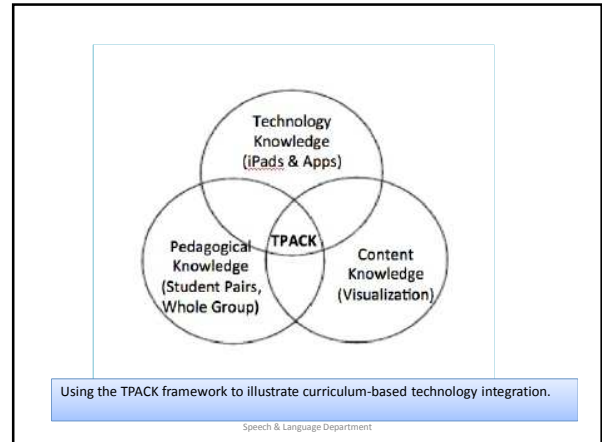 Technology
Knowledge
(iPads & Apps)
TPACK
Pedagogical
Knowledge
(Student Pairs,
Whole Group)
Content
Knowledge
(Visualization)
Using the TPACK framework to illustrate curriculum-based technology integration.
Speech & Language Department